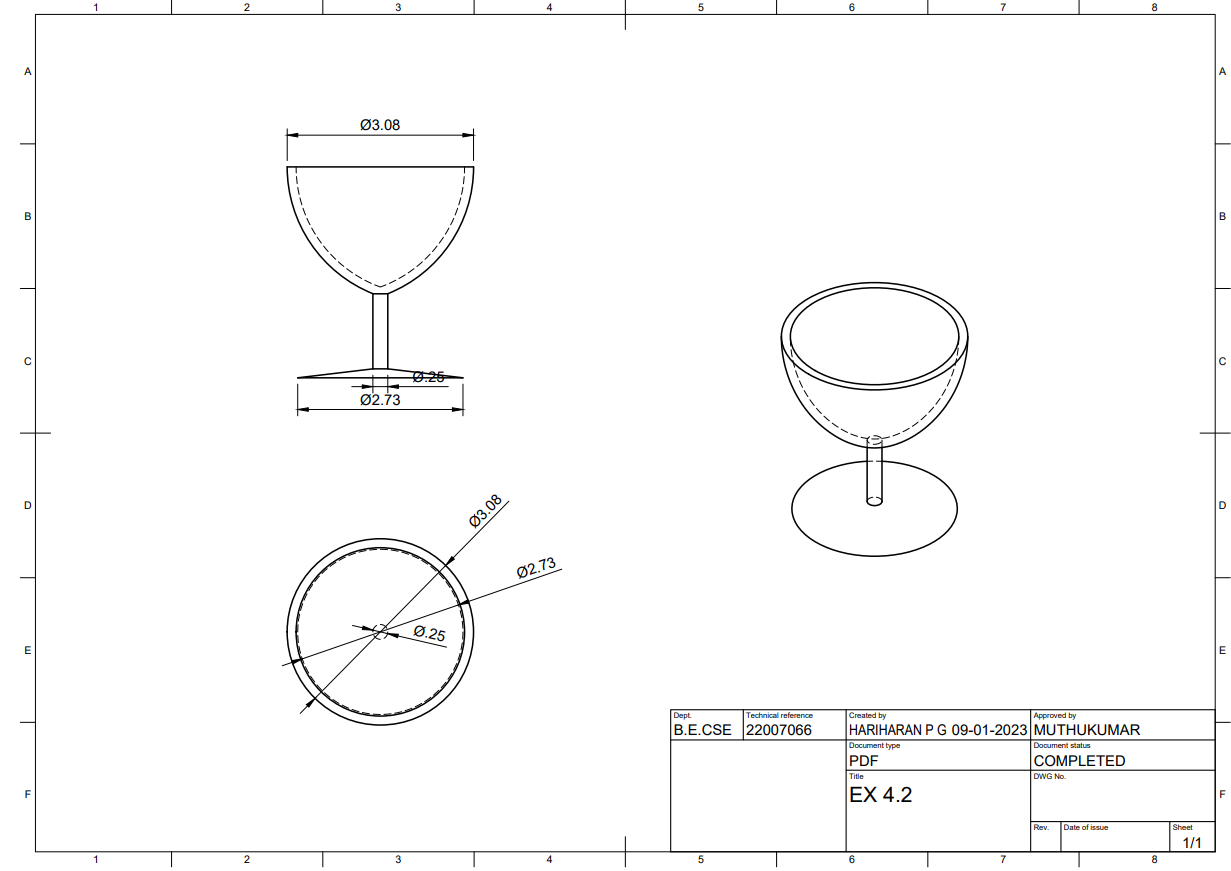 1 2 3 4 5 6 7 8
A A
Ø3.08
B B
C C
Ø.25
Ø2.73
D D
Ø3.08
Ø2.73
Ø.25
E E
Dept. Technical reference Created by Approved by
B.E.CSE 22007066 HARIHARAN P G 09-01-2023 MUTHUKUMAR
Document type Document status
PDF COMPLETED
Title DWG No.
EX 4.2
F F
Rev. Date of issue Sheet
1/1
1 2 3 4 5 6 7 8